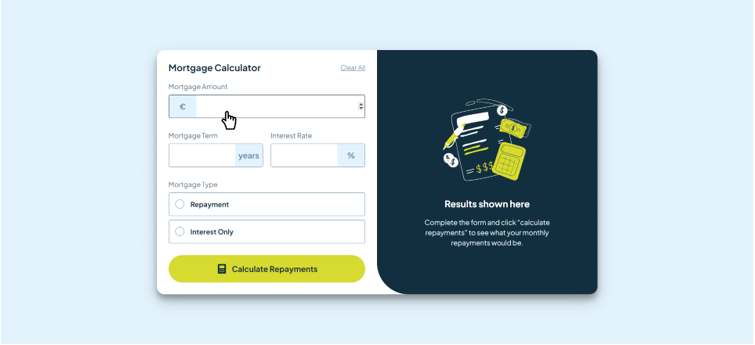 Mortgage Calculator
Clear All
Mortgage Amount
€
Mortgage Term
Interest Rate
years
%
Mortgage Type
Repayment
Interest Only
Calculate Repayments
$
$
$$$
Results shown here
Complete the form and click "calculate
repayments" to see what your monthly
repayments would be.